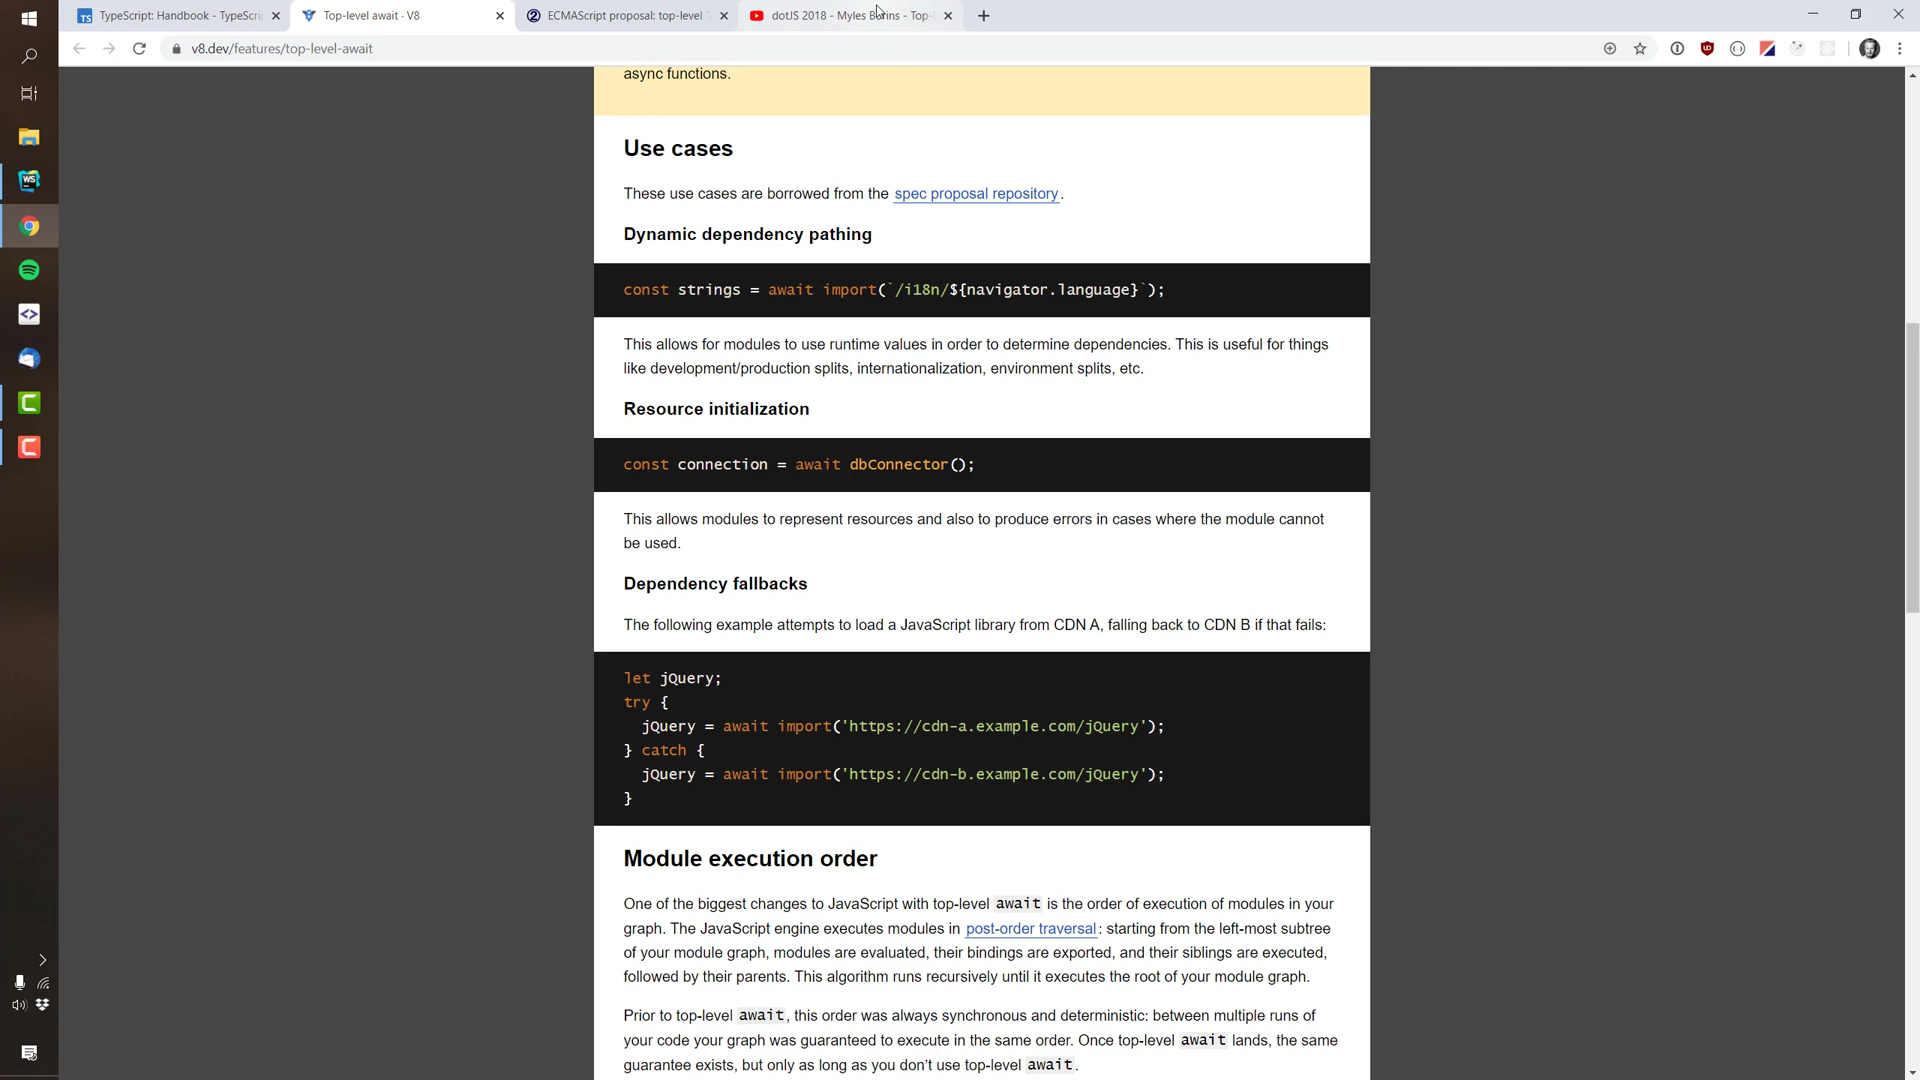 TypeScript: Handbook - TypeScri
Top-level await · V8
ECMAScript proposal: top-level
dotJS 2018 - Myles Borins - Top-
v8.dev/features/top-level-await
async functions.
Use cases
These use cases are borrowed from the spec proposal repository.
Dynamic dependency pathing
const strings = await import(`/i18n/${navigator.language}`);
This allows for modules to use runtime values in order to determine dependencies. This is useful for things
like development/production splits, internationalization, environment splits, etc.
Resource initialization
const connection = await dbConnector();
This allows modules to represent resources and also to produce errors in cases where the module cannot
be used.
Dependency fallbacks
The following example attempts to load a JavaScript library from CDN A, falling back to CDN B if that fails:
let jQuery;
try {
jQuery = await import('https://cdn-a.example.com/jQuery');
} catch {
jQuery = await import('https://cdn-b.example.com/jQuery');
}
Module execution order
One of the biggest changes to JavaScript with top-level await is the order of execution of modules in your
graph. The JavaScript engine executes modules in post-order traversal: starting from the left-most subtree
of your module graph, modules are evaluated, their bindings are exported, and their siblings are executed,
followed by their parents. This algorithm runs recursively until it executes the root of your module graph.
Prior to top-level await, this order was always synchronous and deterministic: between multiple runs of
your code your graph was guaranteed to execute in the same order. Once top-level await lands, the same
guarantee exists, but only as long as you don't use top-level await.